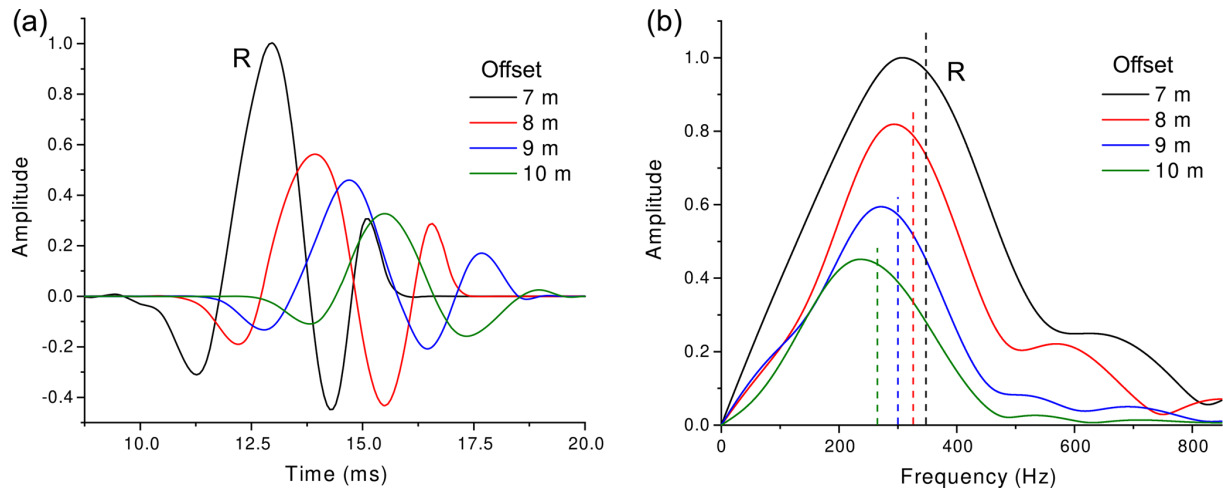 (a)
R
Offset
7 m
8 m
9 m
10 m
Amplitude
1.0
0.8
0.6
0.4
0.2
0.0
-0.2
-0.4
10.0 12.5 15.0 17.5 20.0
Time (ms)
(b)
R
Offset
7 m
8 m
9 m
10 m
Amplitude
1.0
0.8
0.6
0.4
0.2
0.0
0 200 400 600 800
Frequency (Hz)